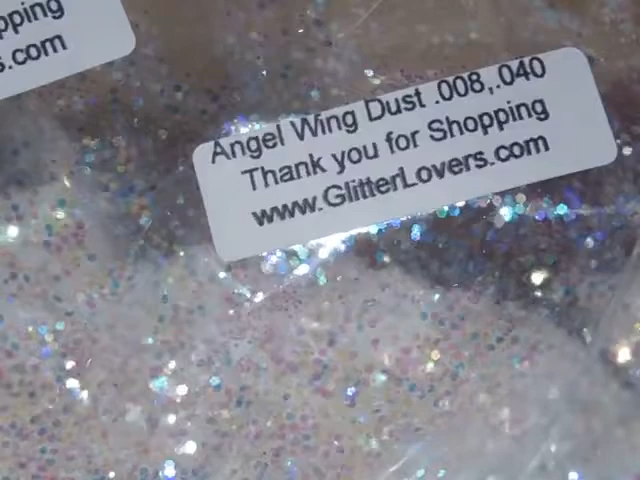 pping
s.com
Angel Wing Dust .008,.040
Thank you for Shopping
www.GlitterLovers.com